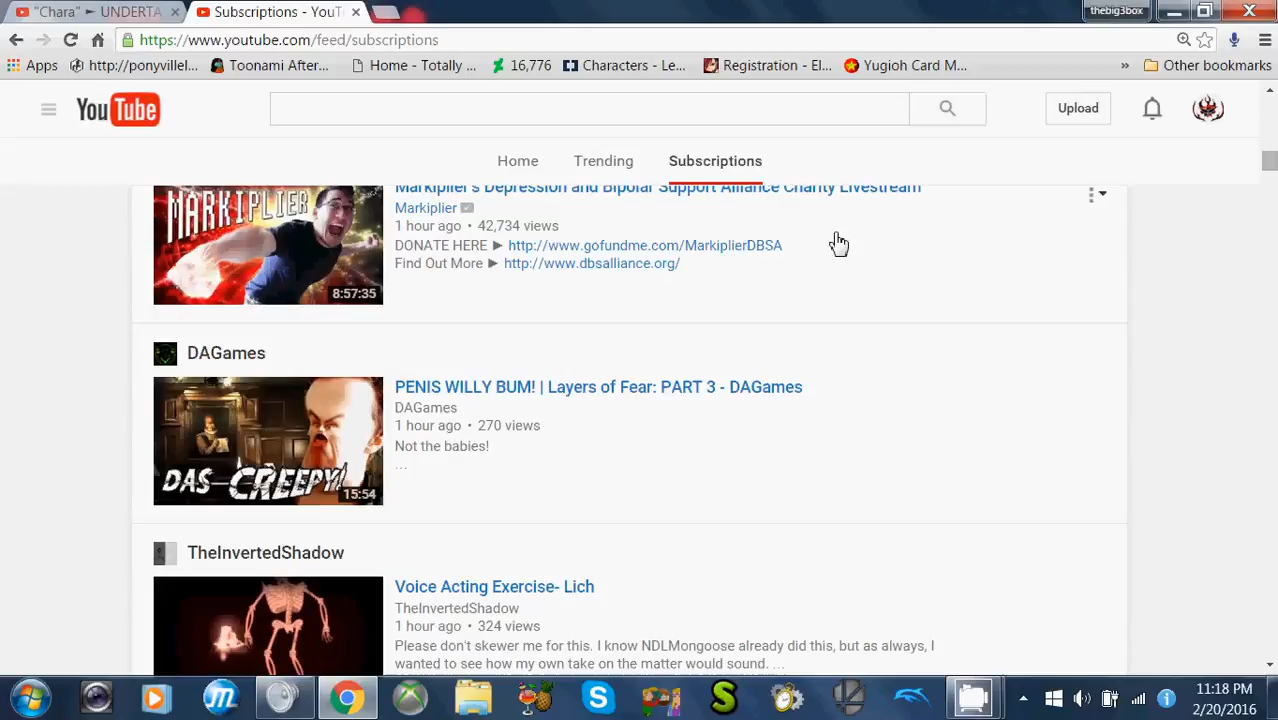 "Chara" ► UNDERTA
Subscriptions - YouT
thebig3box
https://www.youtube.com/feed/subscriptions
Apps
http://ponyvillel...
Toonami After...
Home - Totally ...
16,776
Characters - Le...
Registration - El...
Yugioh Card M...
»
Other bookmarks
YouTube
Upload
Home
Trending
Subscriptions
Markiplier's Depression and Bipolar Support Alliance Charity Livestream
Markiplier
1 hour ago • 42,734 views
DONATE HERE ► http://www.gofundme.com/MarkiplierDBSA
Find Out More ► http://www.dbsalliance.org/
MARKIPLIER
8:57:35
DAGames
PENIS WILLY BUM! | Layers of Fear: PART 3 - DAGames
DAGames
1 hour ago • 270 views
Not the babies!
...
DAS CREEPY!
15:54
TheInvertedShadow
Voice Acting Exercise- Lich
TheInvertedShadow
1 hour ago • 324 views
Please don't skewer me for this. I know NDLMongoose already did this, but as always, I
wanted to see how my own take on the matter would sound. ...
11:18 PM
2/20/2016